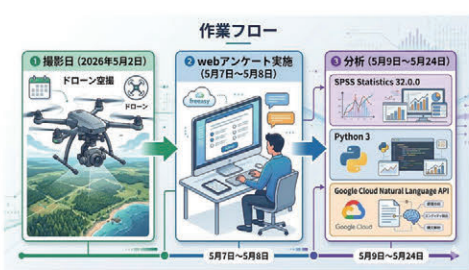 作業フロー
1 撮影日（2026年5月2日）
ドローン空撮
ドローン
2 webアンケート実施
（5月7日～5月8日）
freeasy
3 分析（5月9日～5月24日）
SPSS Statistics 32.0.0
Python 3
Google Cloud Natural Language API
Google Cloud
5月7日～5月8日
5月9日～5月24日